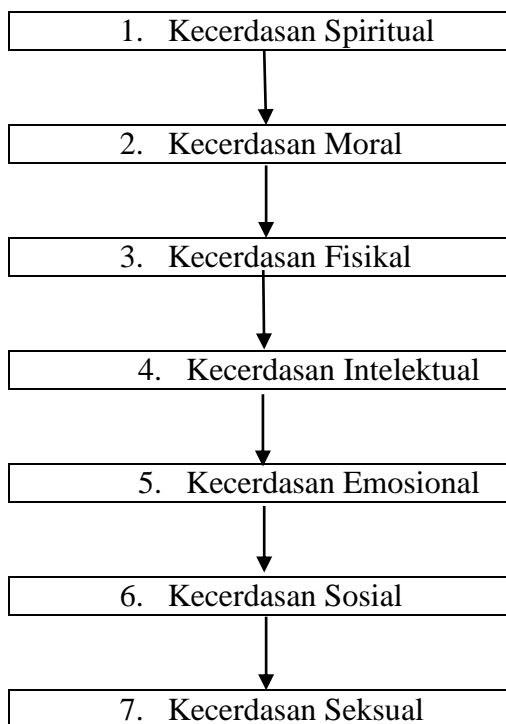 1. Kecerdasan Spiritual
2. Kecerdasan Moral
3. Kecerdasan Fisikal
4. Kecerdasan Intelektual
5. Kecerdasan Emosional
6. Kecerdasan Sosial
7. Kecerdasan Seksual